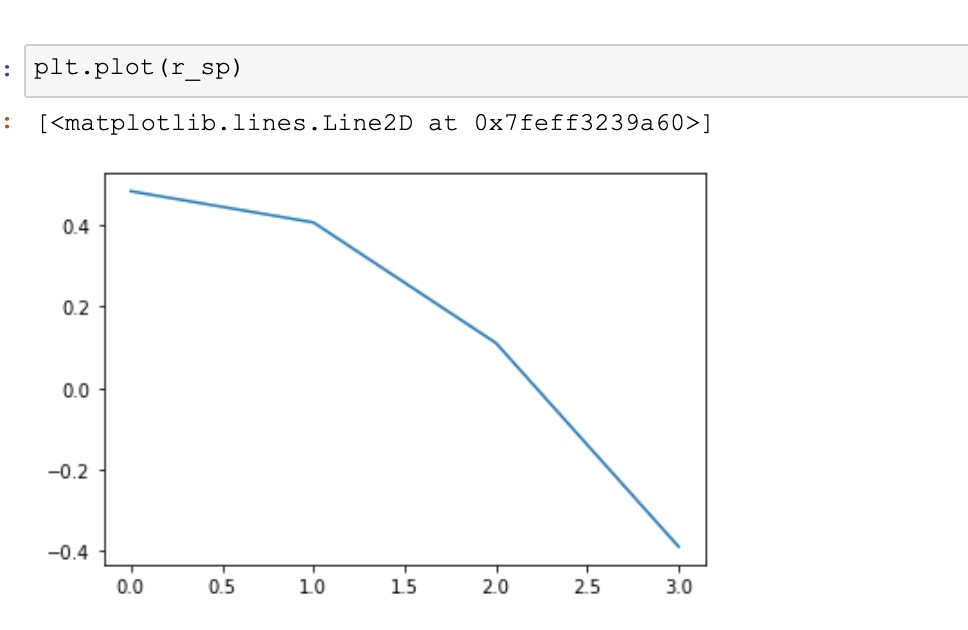 : plt.plot(r_sp)
: [<matplotlib.lines.Line2D at 0x7feff3239a60>]
0.4
0.2
0.0
−0.2
−0.4
0.0 0.5 1.0 1.5 2.0 2.5 3.0